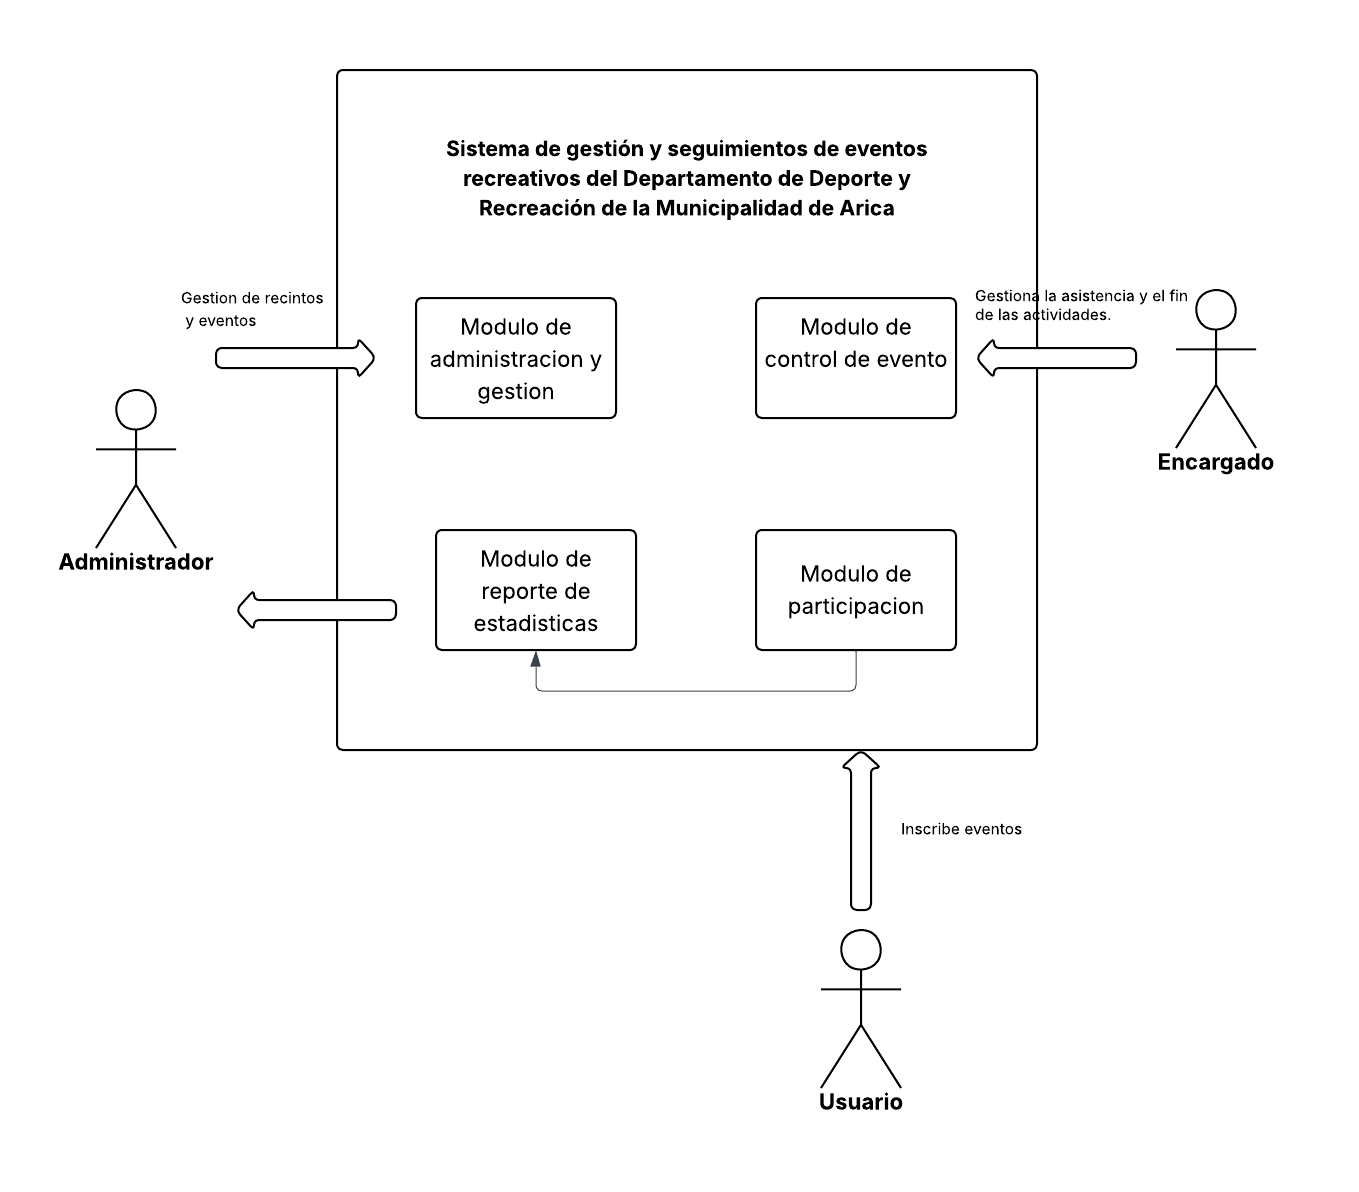 Sistema de gestión y seguimientos de eventos
recreativos del Departamento de Deporte y
Recreación de la Municipalidad de Arica
Gestion de recintos
y eventos
Modulo de
administracion y
gestion
Modulo de
control de evento
Gestiona la asistencia y el fin
de las actividades.
Encargado
Administrador
Modulo de
reporte de
estadisticas
Modulo de
participacion
Inscribe eventos
Usuario